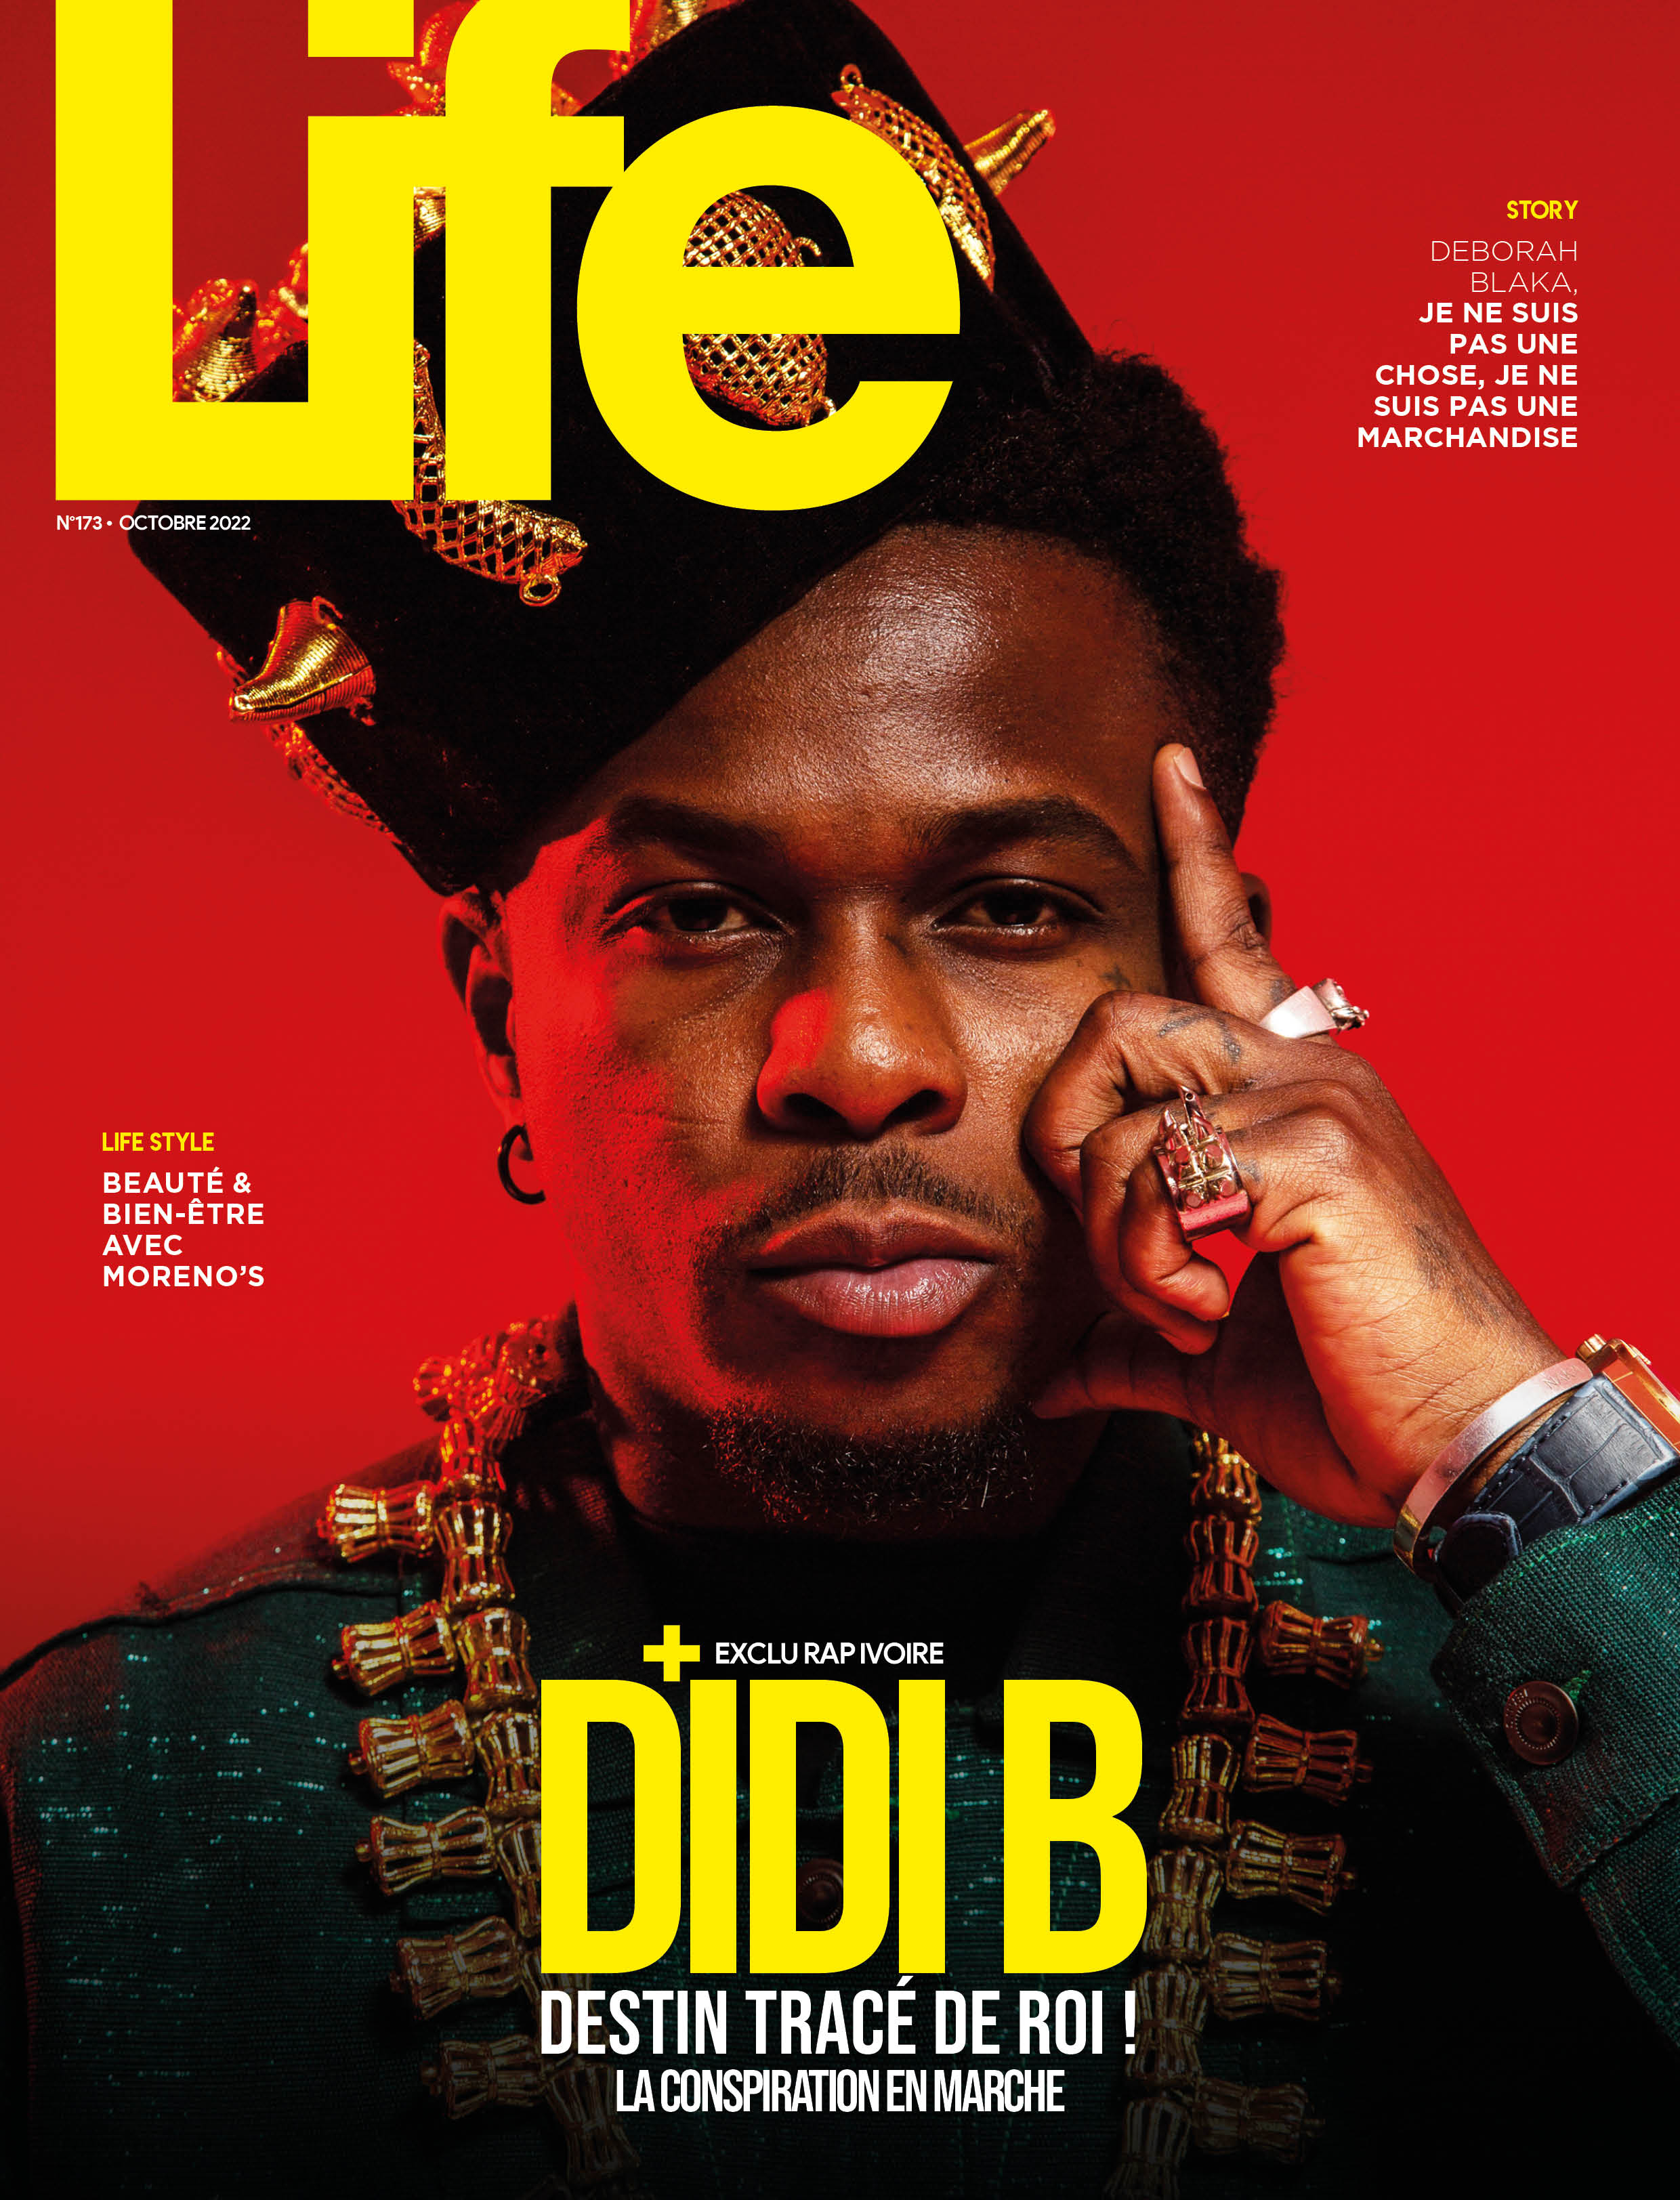 Life
N°173 • OCTOBRE 2022
STORY
DEBORAH
BLAKA,
JE NE SUIS
PAS UNE
CHOSE, JE NE
SUIS PAS UNE
MARCHANDISE
LIFE STYLE
BEAUTÉ &
BIEN-ÊTRE
AVEC
MORENO’S
+ EXCLU RAP IVOIRE
DIDI B
DESTIN TRACÉ DE ROI !
LA CONSPIRATION EN MARCHE